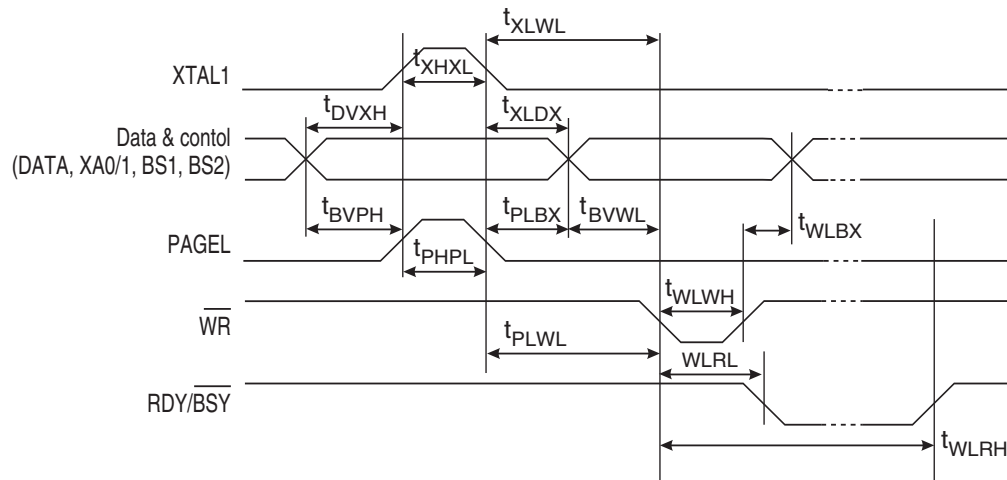 tXLWL
XTAL1
tXHXL
tDVXH
tXLDX
Data & contol
(DATA, XA0/1, BS1, BS2)
tBVPH
tPLBX
tBVWL
tWLBX
PAGEL
tPHPL
tWLWH
WR
tPLWL
WLRL
RDY/BSY
tWLRH